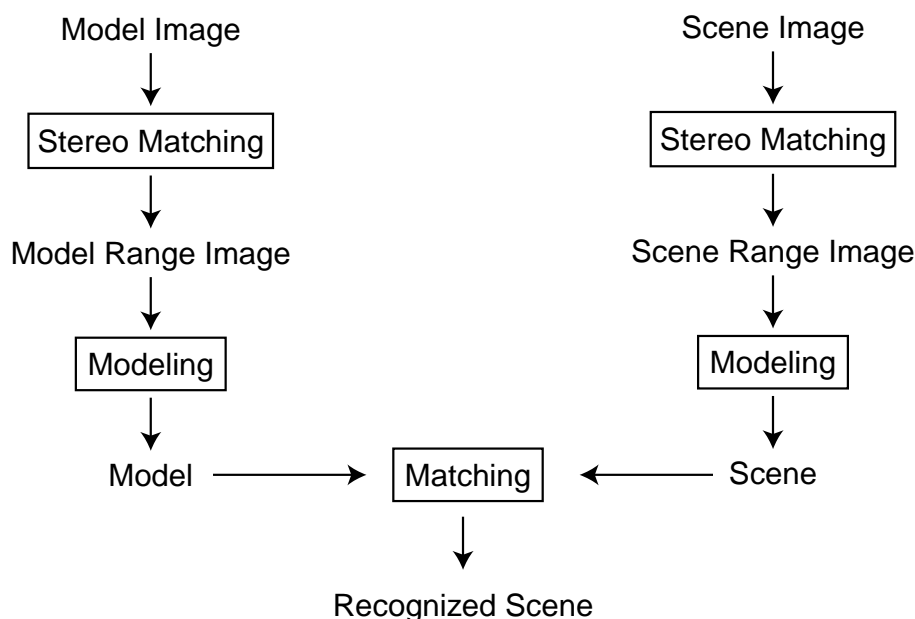 Model Image
Scene Image
Stereo Matching
Stereo Matching
Model Range Image
Scene Range Image
Modeling
Modeling
Model
Matching
Scene
Recognized Scene